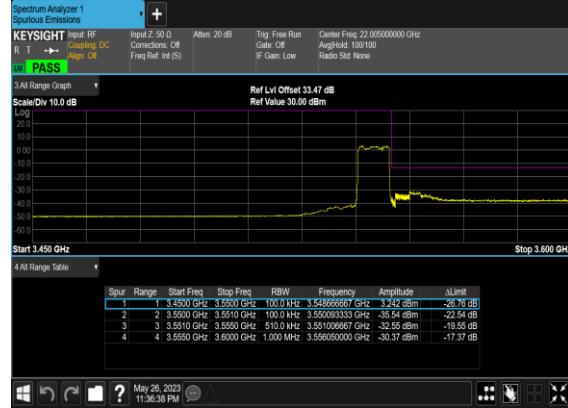 Spectrum Analyzer 1
Spurious Emissions
+
KEYSIGHT Input: RF Input Z: 50 Ω Atten: 20 dB Trig: Free Run Center Freq: 22.005000000 GHz
R T Coupling: DC Corrections: Off Gate: Off Avg|Hold: 100/100
Align: Off Freq Ref: Int (S) IF Gain: Low Radio Std: None
PASS
3 All Range Graph
Ref Lvl Offset 33.47 dB
Scale/Div 10.0 dB Ref Value 30.00 dBm
Log
20.0
10.0
0.00
-10.0
-20.0
-30.0
-40.0
-50.0
-60.0
Start 3.450 GHz Stop 3.600 GHz
4 All Range Table
Spur Range Start Freq Stop Freq RBW Frequency Amplitude ΔLimit
1 1 3.4500 GHz 3.5500 GHz 100.0 kHz 3.548666667 GHz 3.242 dBm -26.76 dB
2 2 3.5500 GHz 3.5510 GHz 100.0 kHz 3.550093333 GHz -35.54 dBm -22.54 dB
3 3 3.5510 GHz 3.5550 GHz 510.0 kHz 3.551006667 GHz -32.55 dBm -19.55 dB
4 4 3.5550 GHz 3.6000 GHz 1.000 MHz 3.556050000 GHz -30.37 dBm -17.37 dB
? May 26, 2023
11:36:38 PM